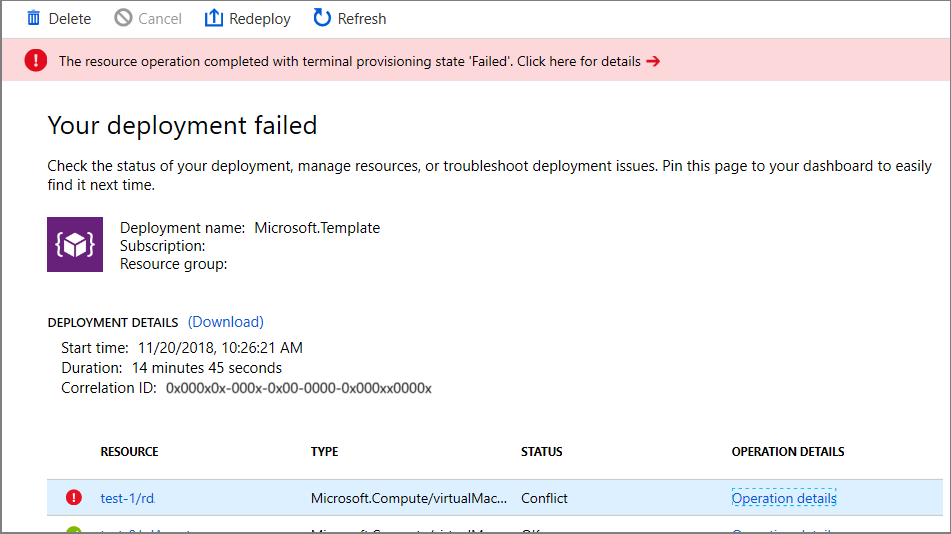 Delete Cancel Redeploy Refresh
The resource operation completed with terminal provisioning state 'Failed'. Click here for details →
Your deployment failed
Check the status of your deployment, manage resources, or troubleshoot deployment issues. Pin this page to your dashboard to easily
find it next time.
Deployment name: Microsoft.Template
Subscription:
Resource group:
DEPLOYMENT DETAILS (Download)
Start time: 11/20/2018, 10:26:21 AM
Duration: 14 minutes 45 seconds
Correlation ID: 0x000x0x-000x-0x00-0000-0x000xx0000x
RESOURCE TYPE STATUS OPERATION DETAILS
test-1/rd Microsoft.Compute/virtualMac... Conflict Operation details